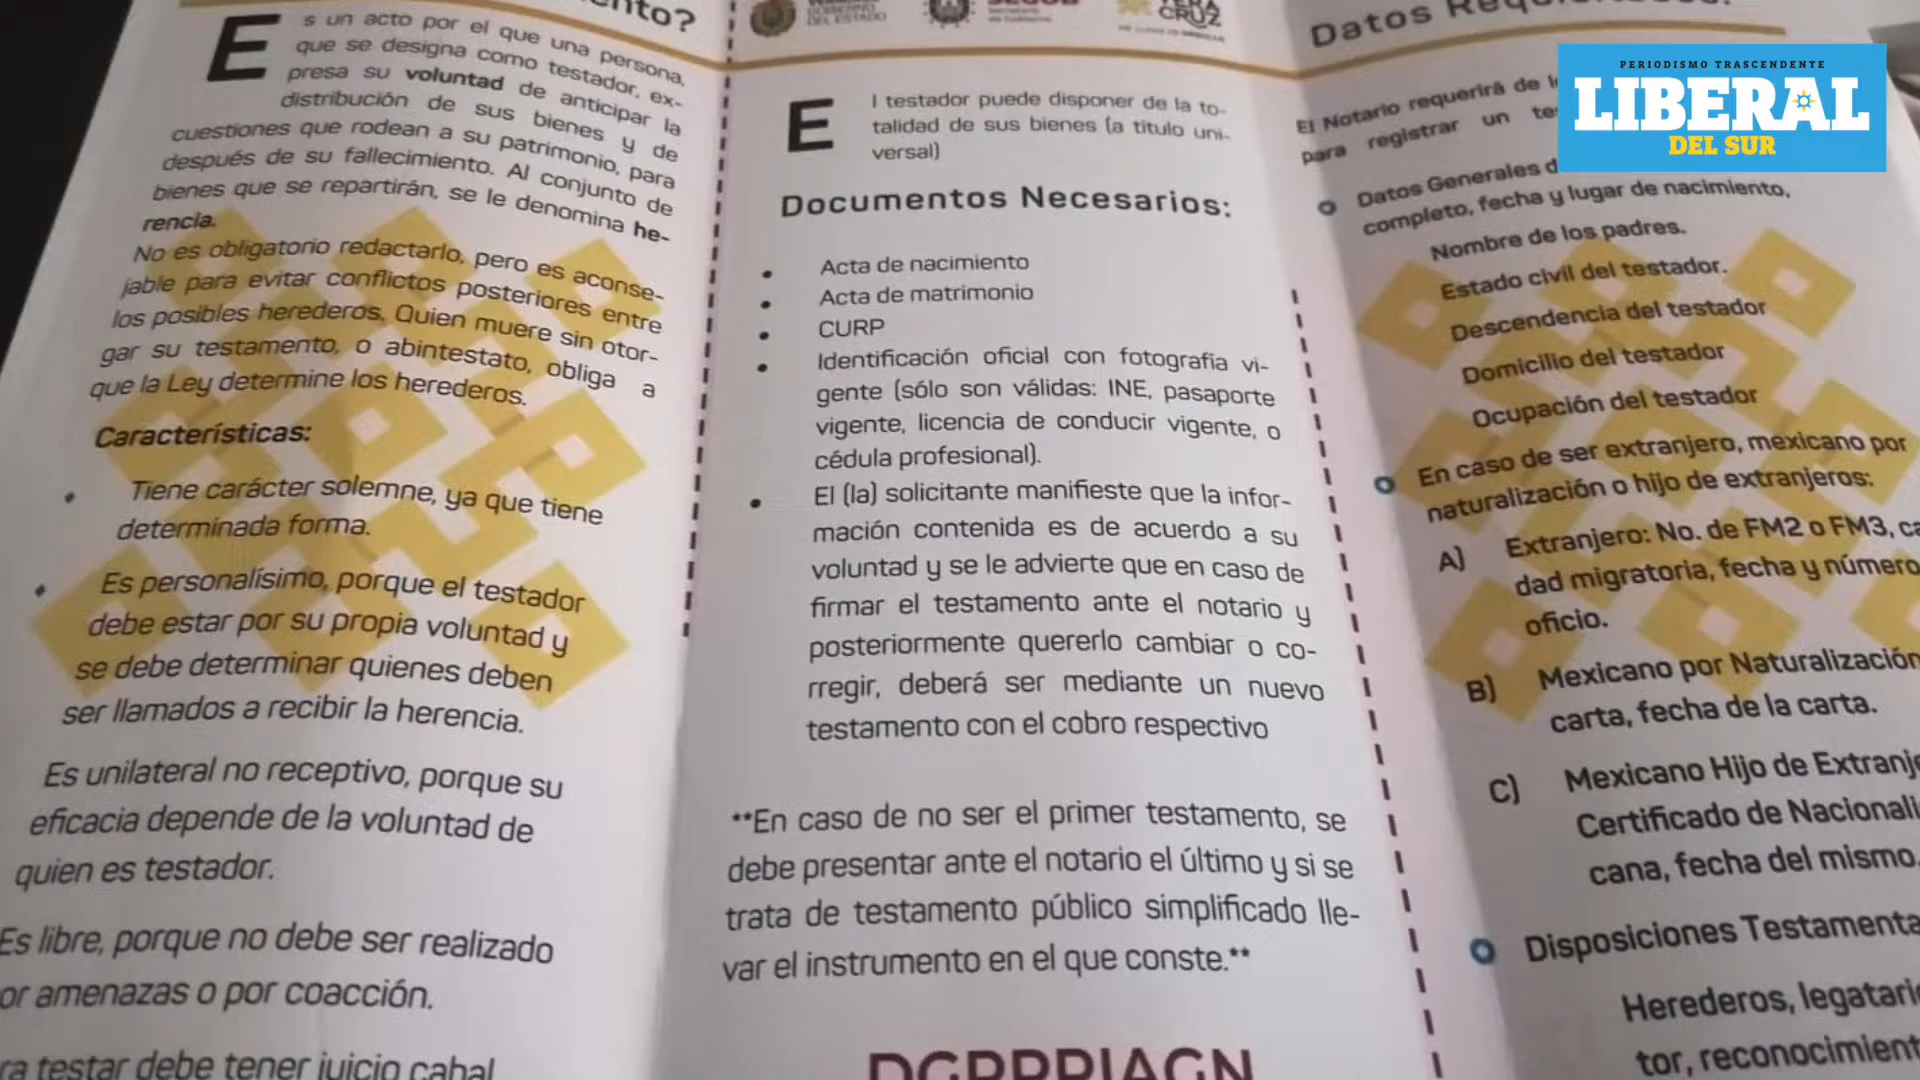 E
s un acto por el que una persona,
que se designa como testador, ex-
presa su voluntad de anticipar la
distribución de sus bienes y de
cuestiones que rodean a su patrimonio, para
después de su fallecimiento. Al conjunto de
bienes que se repartirán, se le denomina he-
rencia.
No es obligatorio redactarlo, pero es aconse-
jable para evitar conflictos posteriores entre
los posibles herederos. Quien muere sin otor-
gar su testamento, o abintestato, obliga a
que la Ley determine los herederos.
Características:
Tiene carácter solemne, ya que tiene
determinada forma.
Es personalísimo, porque el testador
debe estar por su propia voluntad y
se debe determinar quienes deben
ser llamados a recibir la herencia.
Es unilateral no receptivo, porque su
eficacia depende de la voluntad de
quien es testador.
Es libre, porque no debe ser realizado
or amenazas o por coacción.
ra testar debe tener juicio cabal
DEL ESTADO
CRUZ
E
l testador puede disponer de la to-
talidad de sus bienes (a titulo uni-
versal)
Documentos Necesarios:
• Acta de nacimiento
• Acta de matrimonio
• CURP
• Identificación oficial con fotografía vi-
gente (sólo son válidas: INE, pasaporte
vigente, licencia de conducir vigente, o
cédula profesional).
• El (la) solicitante manifieste que la infor-
mación contenida es de acuerdo a su
voluntad y se le advierte que en caso de
firmar el testamento ante el notario y
posteriormente quererlo cambiar o co-
rregir, deberá ser mediante un nuevo
testamento con el cobro respectivo
**En caso de no ser el primer testamento, se
debe presentar ante el notario el último y si se
trata de testamento público simplificado lle-
var el instrumento en el que conste.**
DGRPPIAGN
Datos
El Notario requerirá de
para registrar un
Datos Generales
completo, fecha y lugar de nacimiento,
Nombre de los padres.
Estado civil del testador.
Descendencia del testador
Domicilio del testador
Ocupación del testador
En caso de ser extranjero, mexicano por
naturalización o hijo de extranjeros:
A) Extranjero: No. de FM2 o FM3, ca
dad migratoria, fecha y número
oficio.
B) Mexicano por Naturalización
carta, fecha de la carta.
C) Mexicano Hijo de Extranje
Certificado de Nacionali
cana, fecha del mismo.
Disposiciones Testamenta
Herederos, legatari
tor, reconocimient
PERIODISMO TRASCENDENTE
LIBERAL
DEL SUR